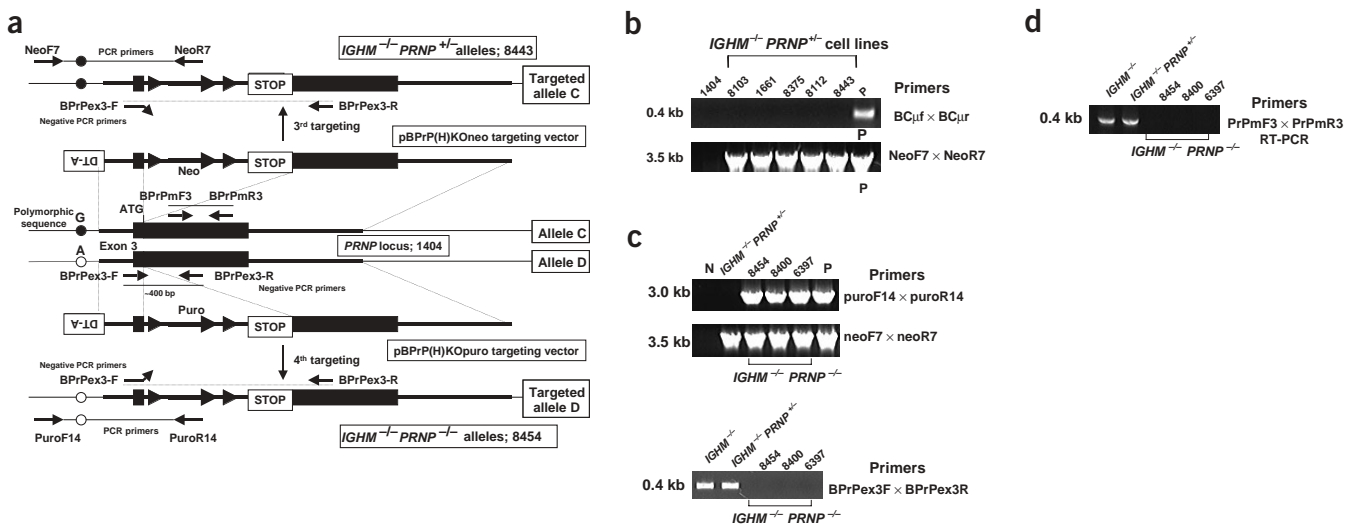 a
NeoF7
PCR primers
NeoR7
IGHM –/– PRNP +/– alleles; 8443
STOP
Targeted allele C
BPrPex3-F
Negative PCR primers
BPrPex3-R
3rd targeting
pBPrP(H)KOneo targeting vector
DT-A
Neo
STOP
BPrPmF3
BPrPmR3
ATG
Polymorphic sequence
G
Allele C
A
Exon 3
PRNP locus; 1404
Allele D
BPrPex3-F
BPrPex3-R
~400 bp
Negative PCR primers
DT-A
Puro
STOP
pBPrP(H)KOpuro targeting vector
Negative PCR primers
BPrPex3-F
4th targeting
BPrPex3-R
STOP
Targeted allele D
PuroF14
PCR primers
PuroR14
IGHM –/– PRNP –/– alleles; 8454
b
IGHM–/– PRNP+/– cell lines
1404 8103 1661 8375 8112 8443 P
Primers
0.4 kb
BCμf × BCμr
P
3.5 kb
NeoF7 × NeoR7
P
c
N IGHM–/– PRNP+/– 8454 8400 6397 P
Primers
3.0 kb
puroF14 × puroR14
3.5 kb
neoF7 × neoR7
IGHM–/– PRNP–/–
IGHM–/– IGHM–/– PRNP+/– 8454 8400 6397
Primers
0.4 kb
BPrPex3F × BPrPex3R
IGHM–/– PRNP–/–
d
IGHM–/– IGHM–/– PRNP+/– 8454 8400 6397
Primers
0.4 kb
PrPmF3 × PrPmR3
RT-PCR
IGHM–/– PRNP–/–